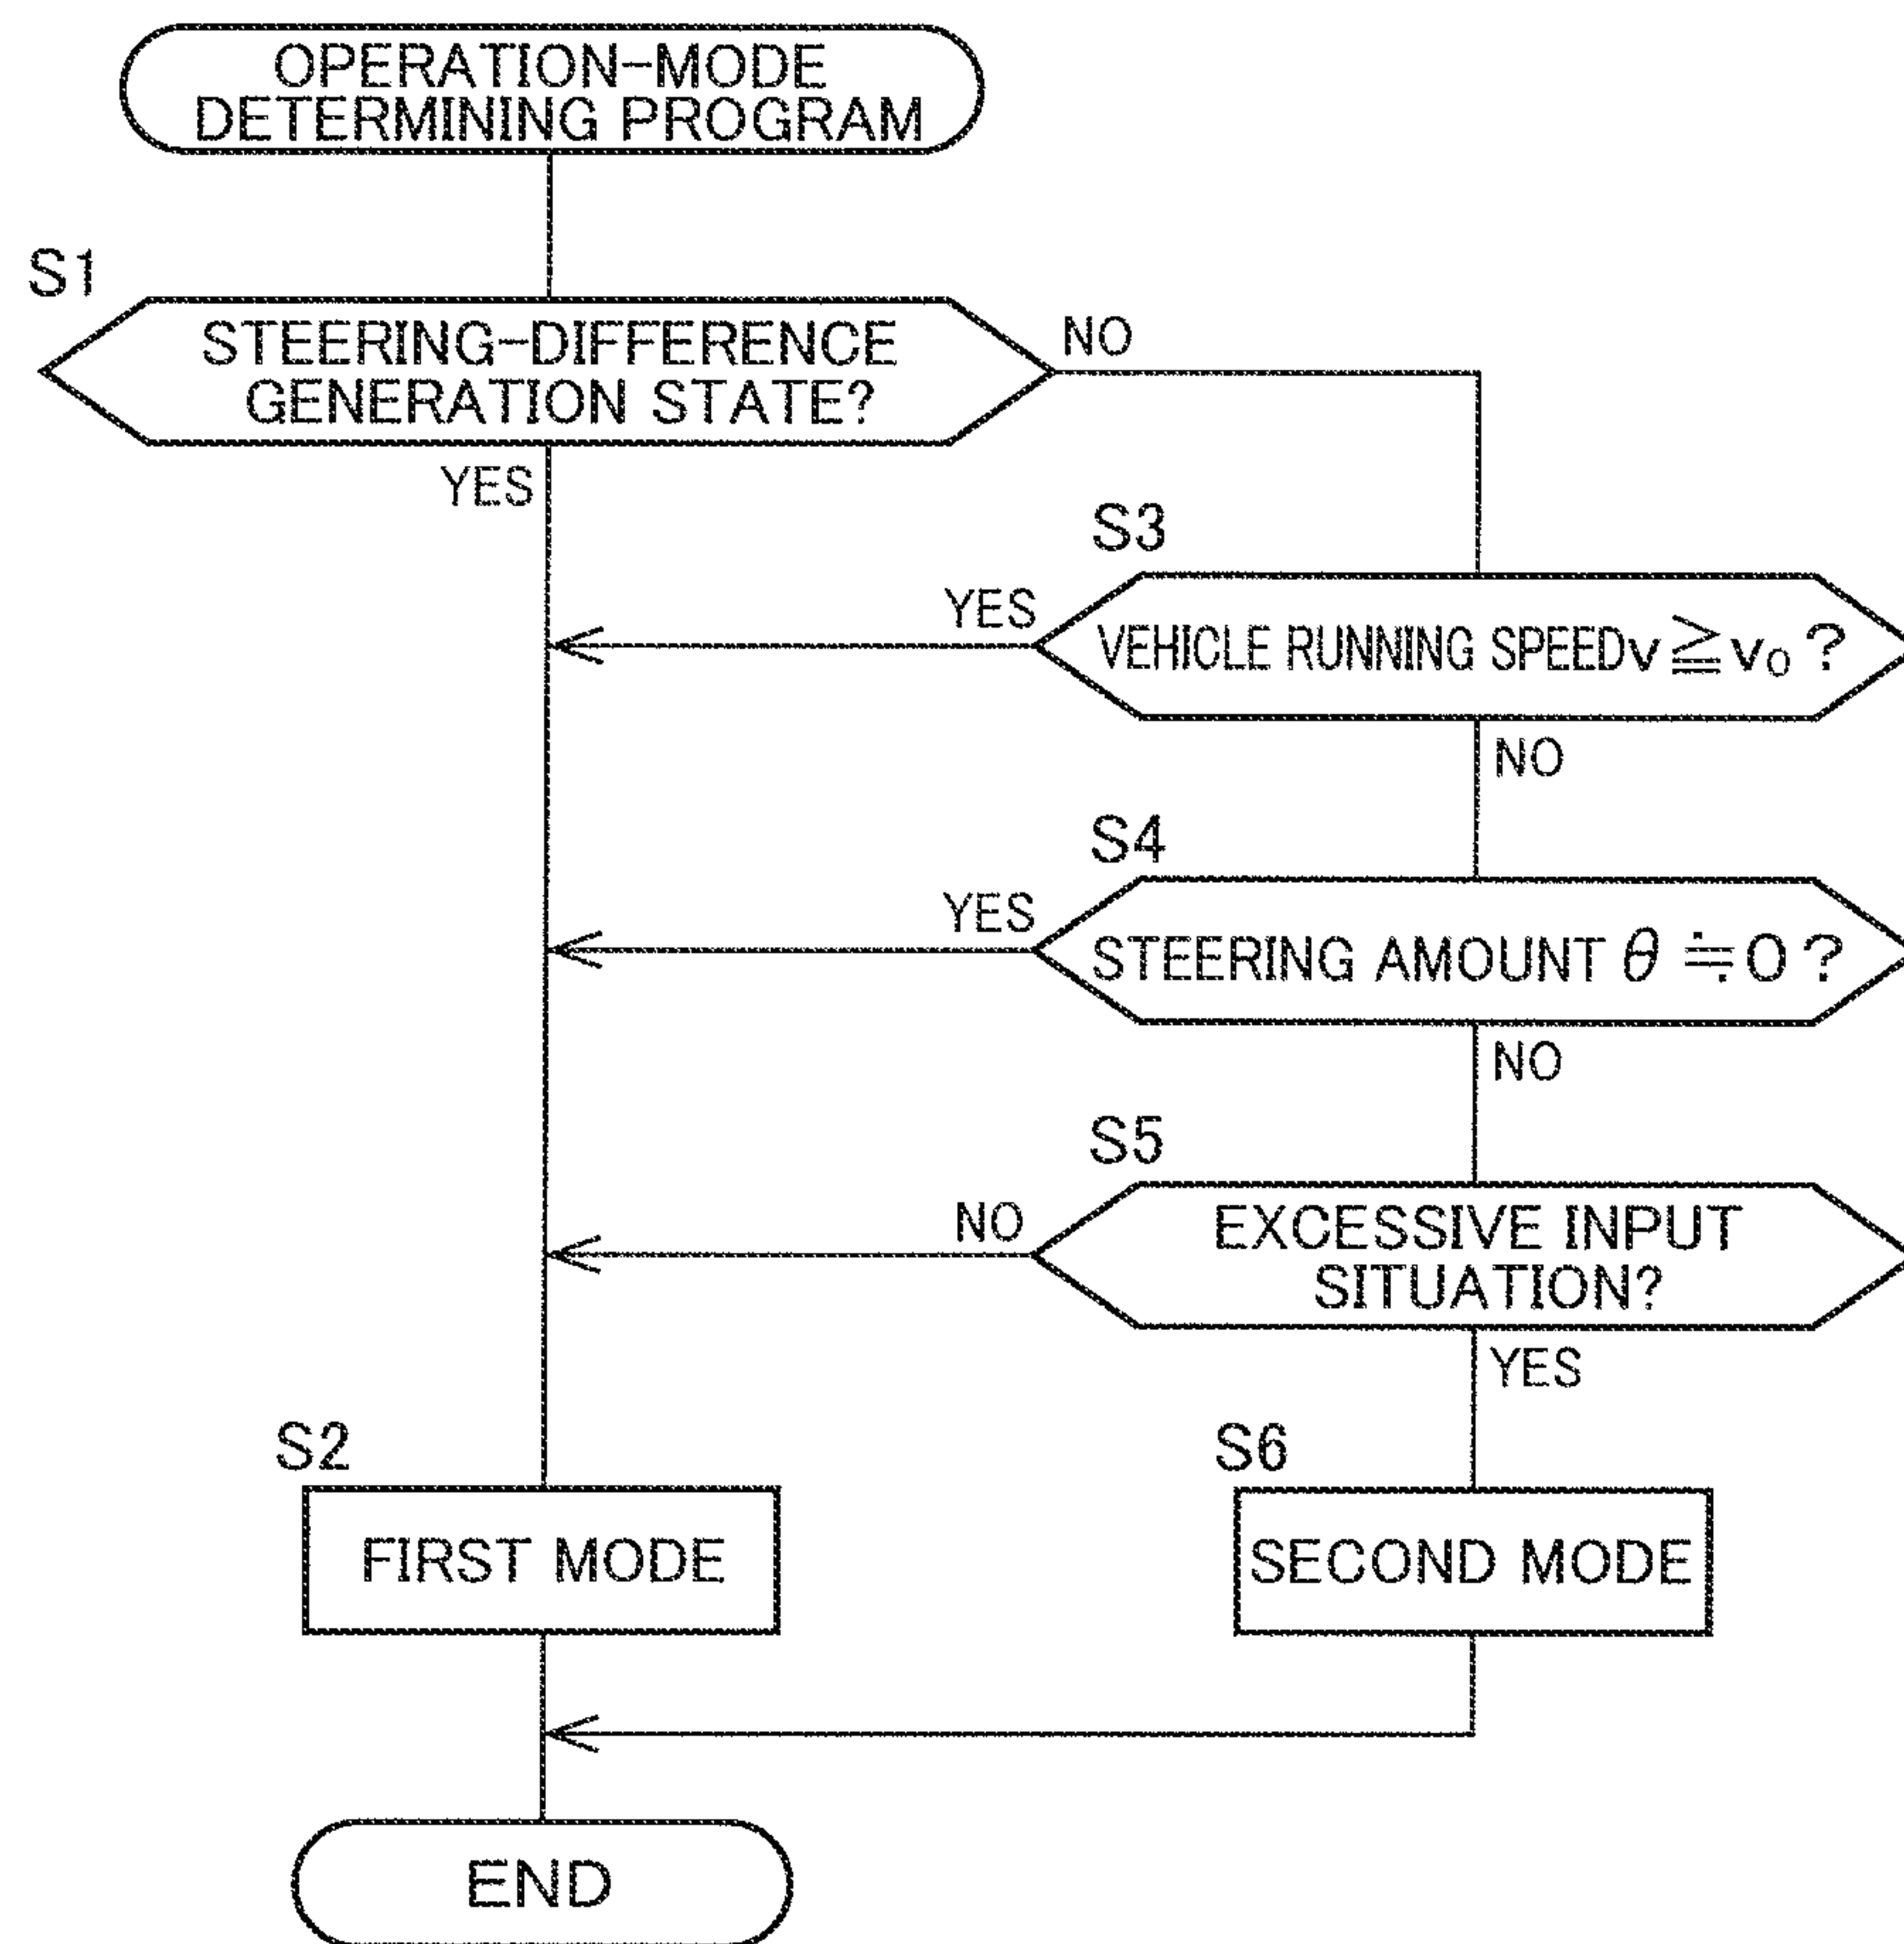 OPERATION-MODE
DETERMINING PROGRAM
S1
STEERING-DIFFERENCE
GENERATION STATE?
NO
YES
S3
YES
VEHICLE RUNNING SPEED v ≧ v₀ ?
NO
S4
YES
STEERING AMOUNT θ ≒ 0 ?
NO
S5
NO
EXCESSIVE INPUT
SITUATION?
YES
S2
S6
FIRST MODE
SECOND MODE
END